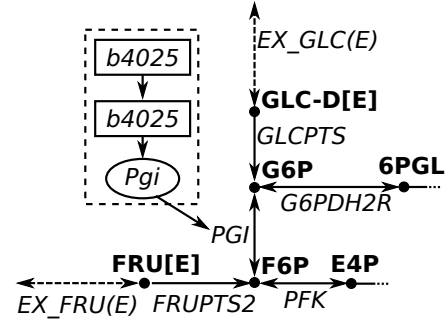 EX_GLC(E)
b4025
b4025
Pgi
GLC-D[E]
GLCPTS
G6P
6PGL
G6PDH2R
PGI
FRU[E]
F6P
E4P
EX_FRU(E)
FRUPTS2
PFK